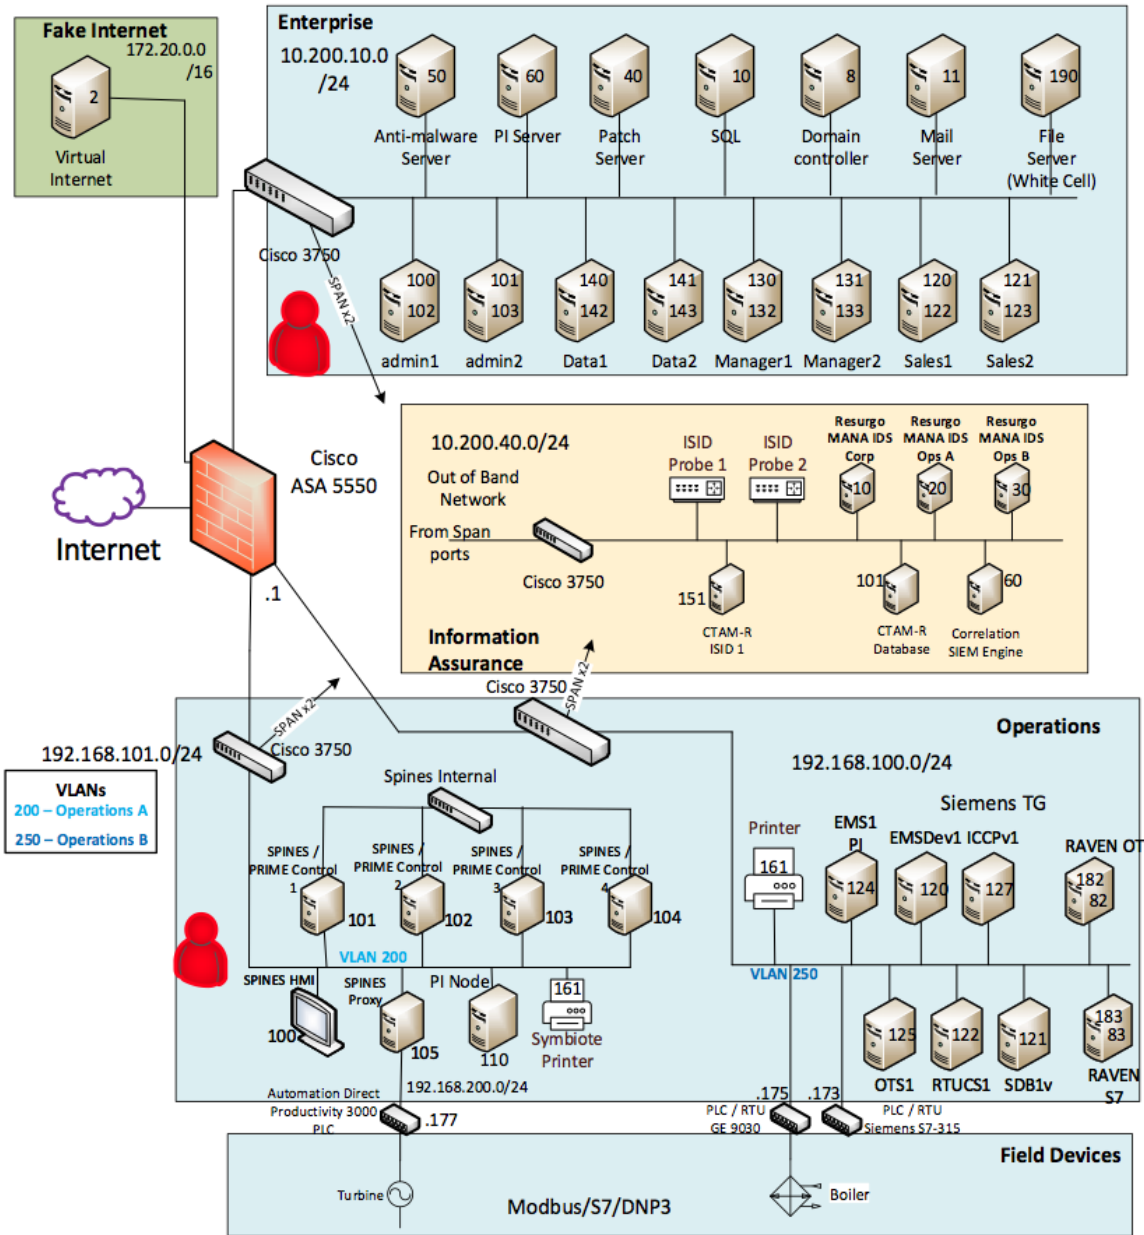 Fake Internet
172.20.0.0
/16
2
Virtual
Internet
Enterprise
10.200.10.0
/24
50
60
40
10
8
11
190
Anti-malware
Server
PI Server
Patch
Server
SQL
Domain
controller
Mail
Server
File
Server
(White Cell)
Cisco 3750
SPAN x2
100
102
101
103
140
142
141
143
130
132
131
133
120
122
121
123
admin1
admin2
Data1
Data2
Manager1
Manager2
Sales1
Sales2
Cisco
ASA 5550
Internet
.1
10.200.40.0/24
Out of Band
Network
From Span
ports
Cisco 3750
ISID
Probe 1
ISID
Probe 2
Resurgo
MANA IDS
Corp
Resurgo
MANA IDS
Ops A
Resurgo
MANA IDS
Ops B
10
20
30
151
101
60
CTAM-R
ISID 1
CTAM-R
Database
Correlation
SIEM Engine
Information
Assurance
Cisco 3750
SPAN x2
SPAN x2
Operations
192.168.101.0/24
Cisco 3750
192.168.100.0/24
VLANs
200 – Operations A
250 – Operations B
Spines Internal
Siemens TG
SPINES /
PRIME Control
1
SPINES /
PRIME Control
2
SPINES /
PRIME Control
3
SPINES /
PRIME Control
4
101
102
103
104
Printer
161
EMS1
PI
EMSDev1
ICCPv1
RAVEN OT
124
120
127
182
82
VLAN 200
VLAN 250
SPINES HMI
SPINES
Proxy
PI Node
161
100
105
110
Symbiote
Printer
125
122
121
183
83
OTS1
RTUCS1
SDB1v
RAVEN
S7
192.168.200.0/24
Automation Direct
Productivity 3000
PLC
.177
.175
PLC / RTU
GE 9030
.173
PLC / RTU
Siemens S7-315
Field Devices
Turbine
Modbus/S7/DNP3
Boiler